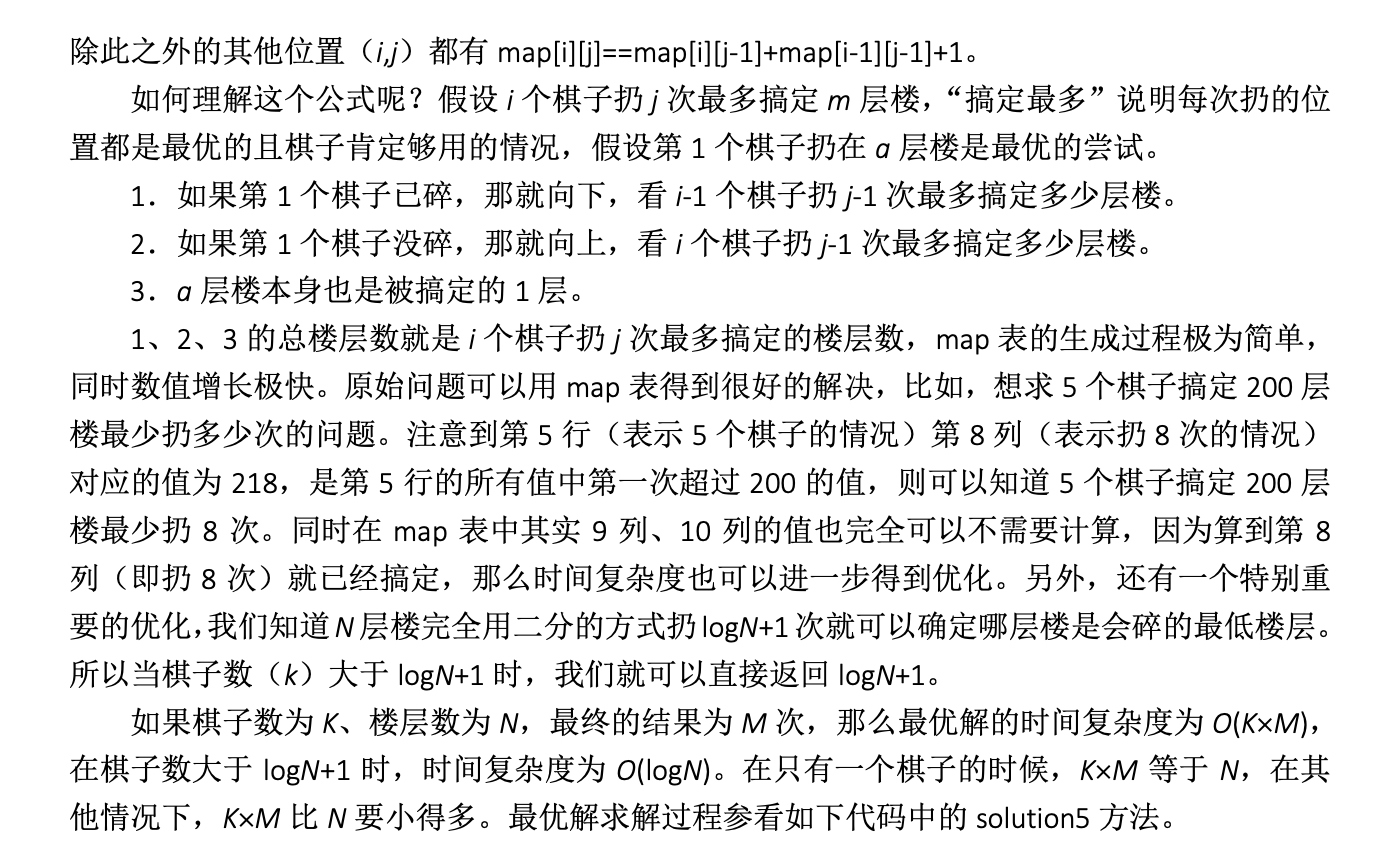 除此之外的其他位置（i,j）都有 map[i][j]==map[i][j-1]+map[i-1][j-1]+1。
如何理解这个公式呢？假设 i 个棋子扔 j 次最多搞定 m 层楼，“搞定最多”说明每次扔的位
置都是最优的且棋子肯定够用的情况，假设第 1 个棋子扔在 a 层楼是最优的尝试。
1．如果第 1 个棋子已碎，那就向下，看 i-1 个棋子扔 j-1 次最多搞定多少层楼。
2．如果第 1 个棋子没碎，那就向上，看 i 个棋子扔 j-1 次最多搞定多少层楼。
3．a 层楼本身也是被搞定的 1 层。
1、2、3 的总楼层数就是 i 个棋子扔 j 次最多搞定的楼层数，map 表的生成过程极为简单，
同时数值增长极快。原始问题可以用 map 表得到很好的解决，比如，想求 5 个棋子搞定 200 层
楼最少扔多少次的问题。注意到第 5 行（表示 5 个棋子的情况）第 8 列（表示扔 8 次的情况）
对应的值为 218，是第 5 行的所有值中第一次超过 200 的值，则可以知道 5 个棋子搞定 200 层
楼最少扔 8 次。同时在 map 表中其实 9 列、10 列的值也完全可以不需要计算，因为算到第 8
列（即扔 8 次）就已经搞定，那么时间复杂度也可以进一步得到优化。另外，还有一个特别重
要的优化，我们知道 N 层楼完全用二分的方式扔 logN+1 次就可以确定哪层楼是会碎的最低楼层。
所以当棋子数（k）大于 logN+1 时，我们就可以直接返回 logN+1。
如果棋子数为 K、楼层数为 N，最终的结果为 M 次，那么最优解的时间复杂度为 O(K×M)，
在棋子数大于 logN+1 时，时间复杂度为 O(logN)。在只有一个棋子的时候，K×M 等于 N，在其
他情况下，K×M 比 N 要小得多。最优解求解过程参看如下代码中的 solution5 方法。